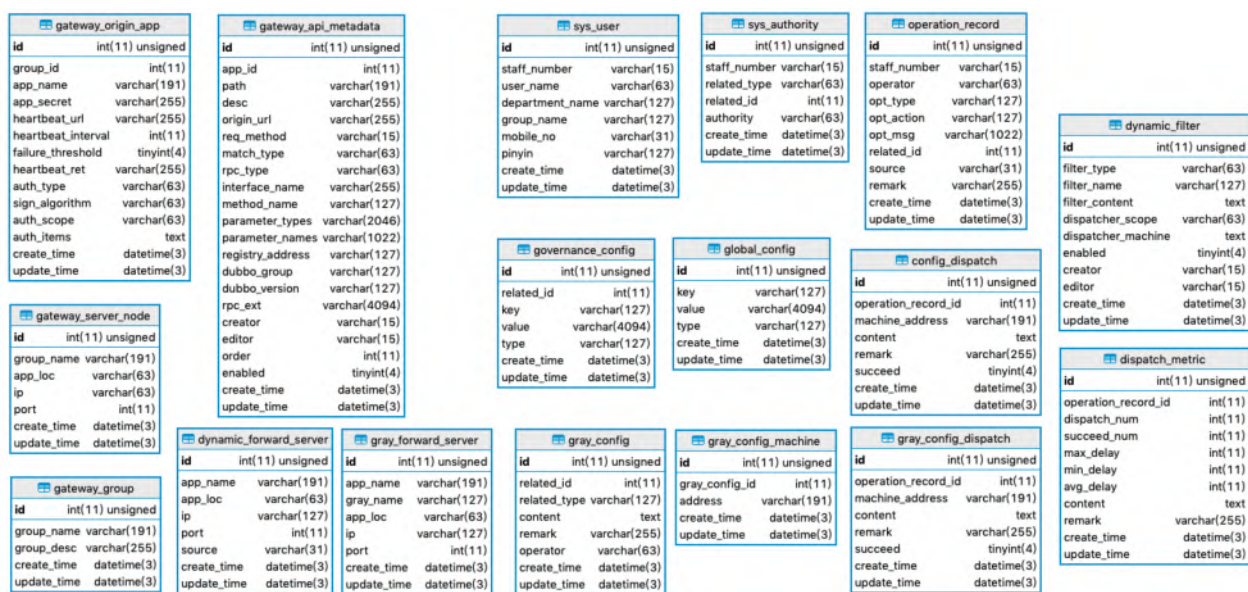 gateway_origin_app
id int(11) unsigned
group_id int(11)
app_name varchar(191)
app_secret varchar(255)
heartbeat_url varchar(255)
heartbeat_interval int(11)
failure_threshold tinyint(4)
heartbeat_ret varchar(255)
auth_type varchar(63)
sign_algorithm varchar(63)
auth_scope varchar(63)
auth_items text
create_time datetime(3)
update_time datetime(3)
gateway_api_metadata
id int(11) unsigned
app_id int(11)
path varchar(191)
desc varchar(255)
origin_url varchar(255)
req_method varchar(15)
match_type varchar(63)
rpc_type varchar(63)
interface_name varchar(255)
method_name varchar(127)
parameter_types varchar(2046)
parameter_names varchar(1022)
registry_address varchar(127)
dubbo_group varchar(127)
dubbo_version varchar(127)
rpc_ext varchar(4094)
creator varchar(15)
editor varchar(15)
order int(11)
enabled tinyint(4)
create_time datetime(3)
update_time datetime(3)
sys_user
id int(11) unsigned
staff_number varchar(15)
user_name varchar(63)
department_name varchar(127)
group_name varchar(127)
mobile_no varchar(31)
pinyin varchar(127)
create_time datetime(3)
update_time datetime(3)
sys_authority
id int(11) unsigned
staff_number varchar(15)
related_type varchar(63)
related_id int(11)
authority varchar(63)
create_time datetime(3)
update_time datetime(3)
operation_record
id int(11) unsigned
staff_number varchar(15)
operator varchar(63)
opt_type varchar(127)
opt_action varchar(127)
opt_msg varchar(1022)
related_id int(11)
source varchar(31)
remark varchar(255)
create_time datetime(3)
update_time datetime(3)
dynamic_filter
id int(11) unsigned
filter_type varchar(63)
filter_name varchar(127)
filter_content text
dispatcher_scope varchar(63)
dispatcher_machine text
enabled tinyint(4)
creator varchar(15)
editor varchar(15)
create_time datetime(3)
update_time datetime(3)
governance_config
id int(11) unsigned
related_id int(11)
key varchar(127)
value varchar(4094)
type varchar(127)
create_time datetime(3)
update_time datetime(3)
global_config
id int(11) unsigned
key varchar(127)
value varchar(4094)
type varchar(127)
create_time datetime(3)
update_time datetime(3)
config_dispatch
id int(11) unsigned
operation_record_id int(11)
machine_address varchar(191)
content text
remark varchar(255)
succeed tinyint(4)
create_time datetime(3)
update_time datetime(3)
gateway_server_node
id int(11) unsigned
group_name varchar(191)
app_loc varchar(63)
ip varchar(63)
port int(11)
create_time datetime(3)
update_time datetime(3)
dispatch_metric
id int(11) unsigned
operation_record_id int(11)
dispatch_num int(11)
succeed_num int(11)
max_delay int(11)
min_delay int(11)
avg_delay int(11)
content text
remark varchar(255)
create_time datetime(3)
update_time datetime(3)
gateway_group
id int(11) unsigned
group_name varchar(191)
group_desc varchar(255)
create_time datetime(3)
update_time datetime(3)
dynamic_forward_server
id int(11) unsigned
app_name varchar(191)
app_loc varchar(63)
ip varchar(127)
port int(11)
source varchar(31)
create_time datetime(3)
update_time datetime(3)
gray_forward_server
id int(11) unsigned
app_name varchar(191)
gray_name varchar(127)
app_loc varchar(63)
ip varchar(127)
port int(11)
create_time datetime(3)
update_time datetime(3)
gray_config
id int(11) unsigned
related_id int(11)
related_type varchar(127)
content text
remark varchar(255)
operator varchar(63)
create_time datetime(3)
update_time datetime(3)
gray_config_machine
id int(11) unsigned
gray_config_id int(11)
address varchar(191)
create_time datetime(3)
update_time datetime(3)
gray_config_dispatch
id int(11) unsigned
operation_record_id int(11)
machine_address varchar(191)
content text
remark varchar(255)
succeed tinyint(4)
create_time datetime(3)
update_time datetime(3)